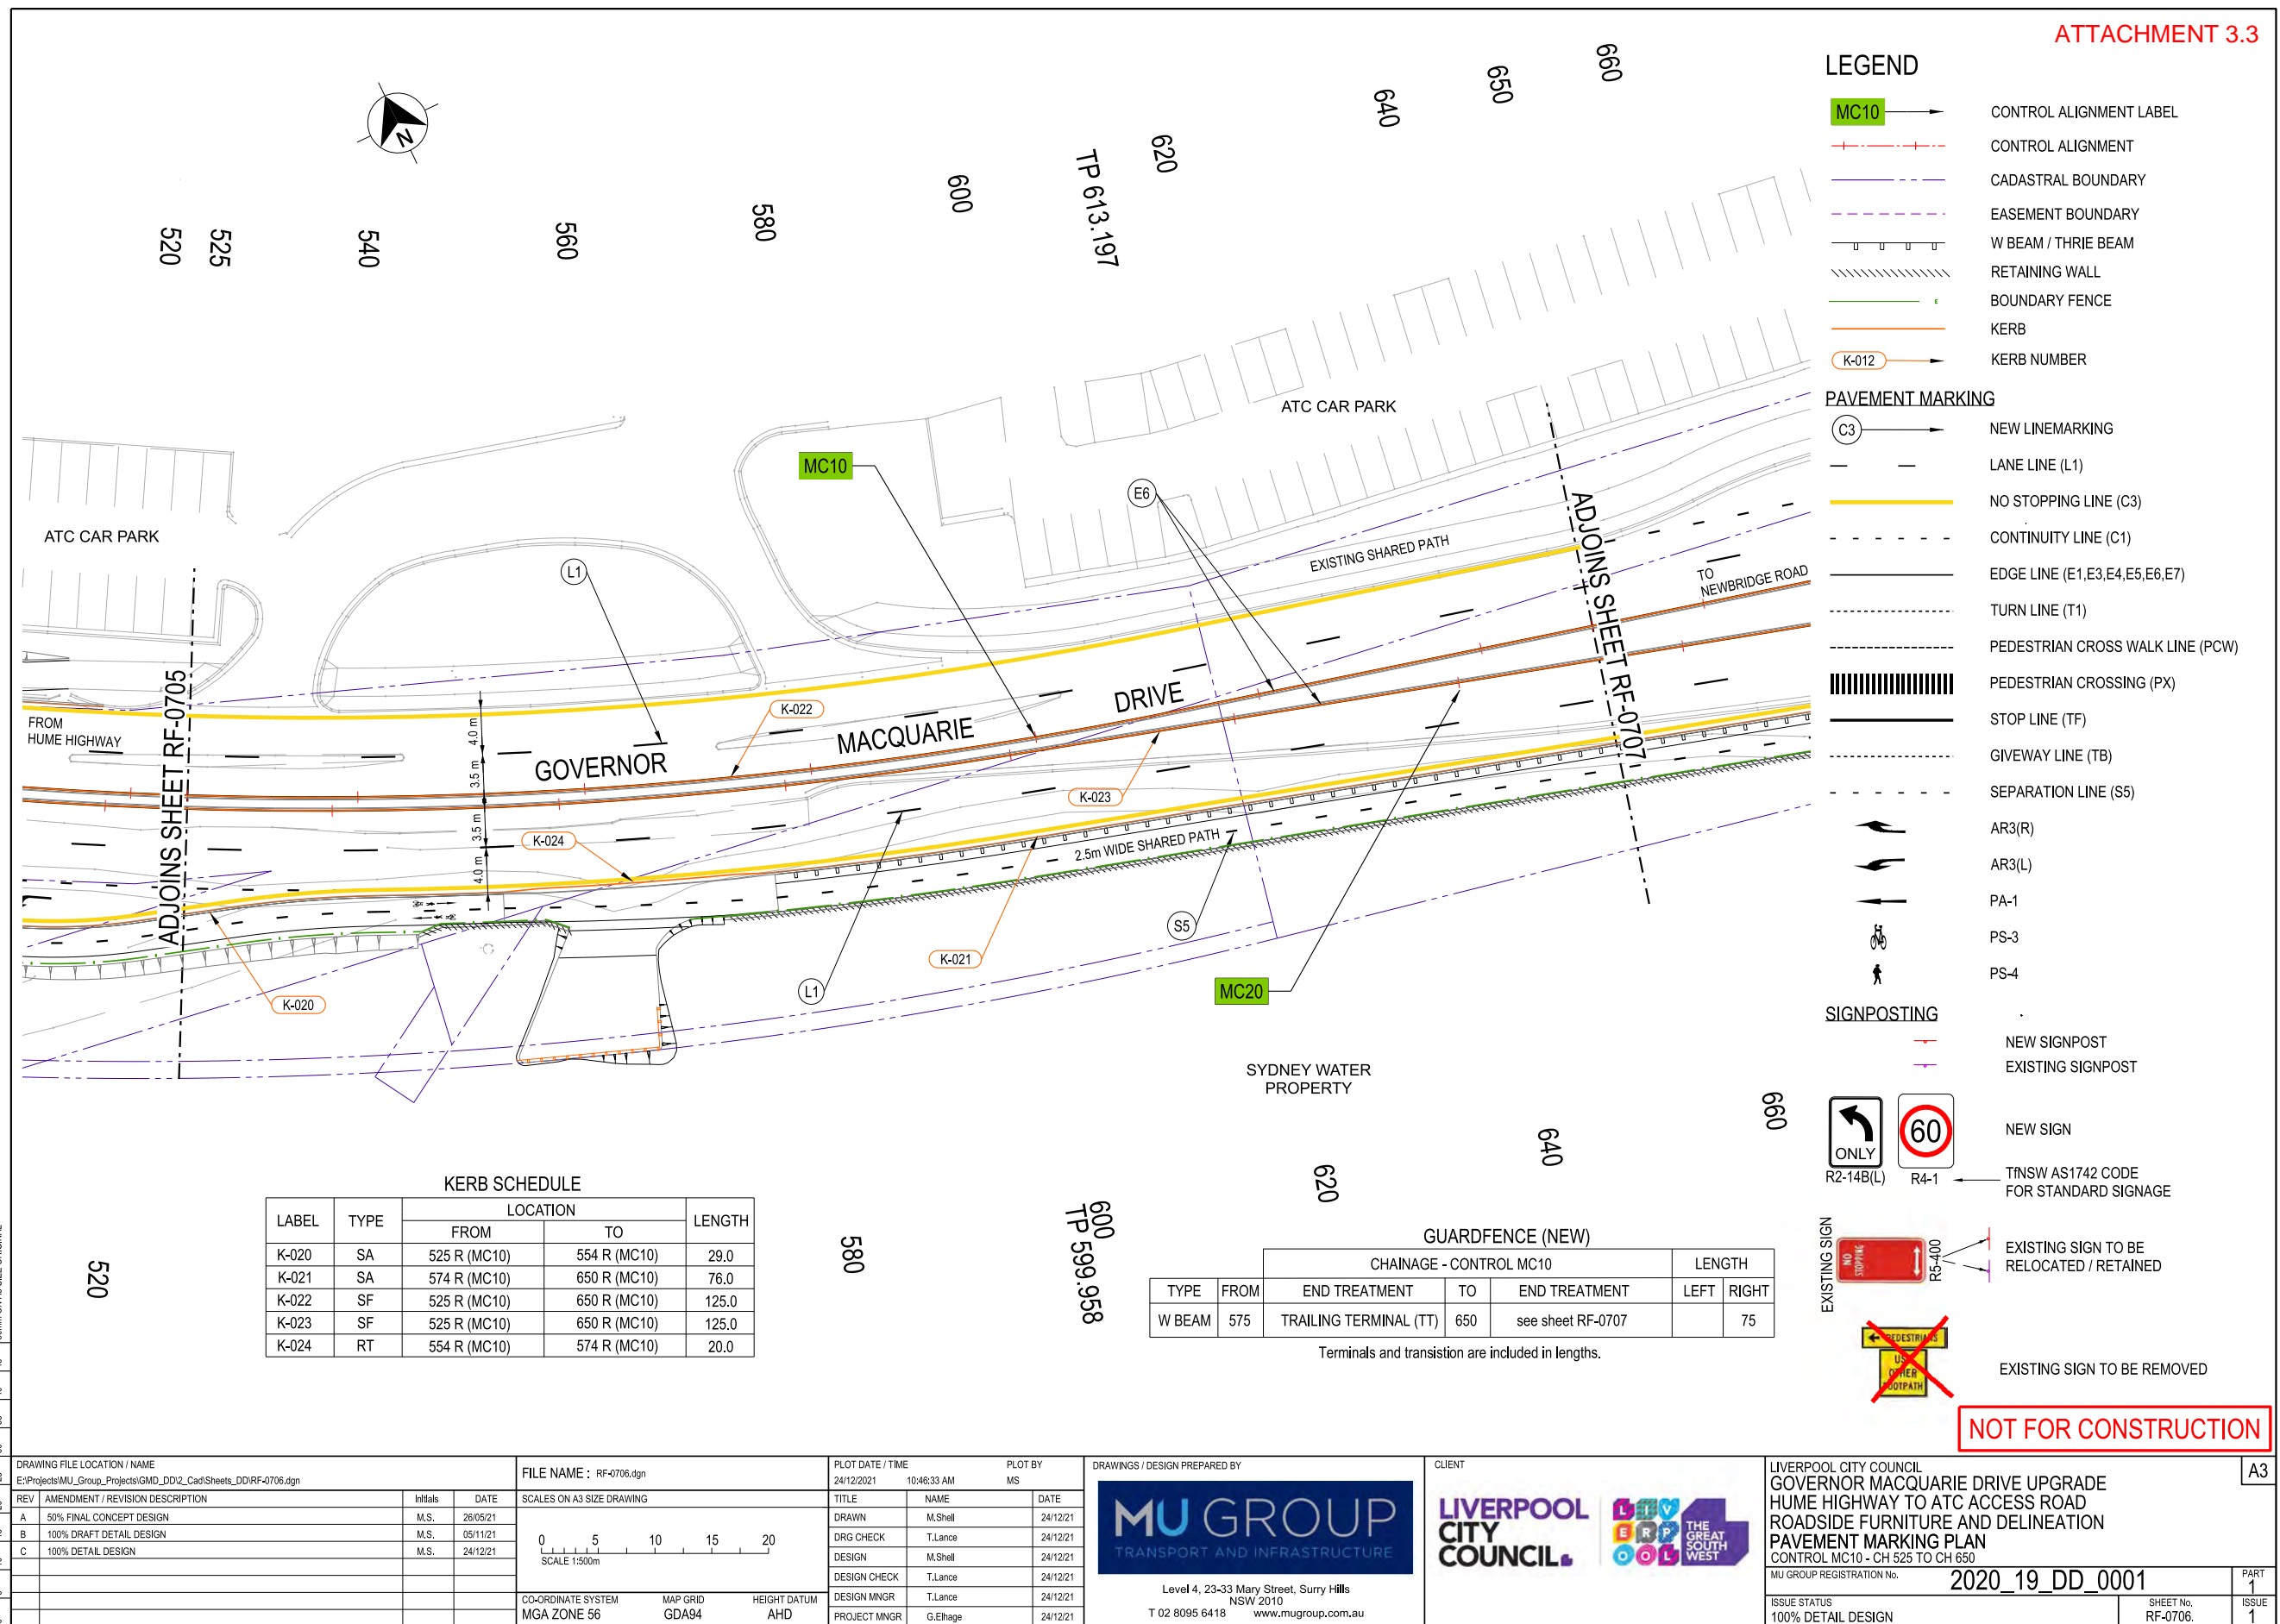 ATTACHMENT 3.3
660
650
640
620
TP 613.197
600
580
560
540
525
520
N
ATC CAR PARK
ATC CAR PARK
MC10
E6
L1
EXISTING SHARED PATH
ADJOINS SHEET RF-0705
ADJOINS SHEET RF-0707
TO
NEWBRIDGE ROAD
FROM
HUME HIGHWAY
4.0 m
3.5 m
3.5 m
4.0 m
GOVERNOR
MACQUARIE
DRIVE
K-022
K-023
K-024
2.5m WIDE SHARED PATH
S5
K-021
K-020
L1
MC20
SYDNEY WATER
PROPERTY
660
640
620
600
TP 599.958
580
520
KERB SCHEDULE
LABEL TYPE LOCATION LENGTH
FROM TO
K-020 SA 525 R (MC10) 554 R (MC10) 29.0
K-021 SA 574 R (MC10) 650 R (MC10) 76.0
K-022 SF 525 R (MC10) 650 R (MC10) 125.0
K-023 SF 525 R (MC10) 650 R (MC10) 125.0
K-024 RT 554 R (MC10) 574 R (MC10) 20.0
GUARDFENCE (NEW)
CHAINAGE - CONTROL MC10 LENGTH
TYPE FROM END TREATMENT TO END TREATMENT LEFT RIGHT
W BEAM 575 TRAILING TERMINAL (TT) 650 see sheet RF-0707 75
Terminals and transistion are included in lengths.
LEGEND
MC10 CONTROL ALIGNMENT LABEL
CONTROL ALIGNMENT
CADASTRAL BOUNDARY
EASEMENT BOUNDARY
W BEAM / THRIE BEAM
RETAINING WALL
BOUNDARY FENCE
KERB
K-012 KERB NUMBER
PAVEMENT MARKING
C3 NEW LINEMARKING
LANE LINE (L1)
NO STOPPING LINE (C3)
CONTINUITY LINE (C1)
EDGE LINE (E1,E3,E4,E5,E6,E7)
TURN LINE (T1)
PEDESTRIAN CROSS WALK LINE (PCW)
PEDESTRIAN CROSSING (PX)
STOP LINE (TF)
GIVEWAY LINE (TB)
SEPARATION LINE (S5)
AR3(R)
AR3(L)
PA-1
PS-3
PS-4
SIGNPOSTING
NEW SIGNPOST
EXISTING SIGNPOST
ONLY
60
NEW SIGN
R2-14B(L) R4-1
TfNSW AS1742 CODE
FOR STANDARD SIGNAGE
EXISTING SIGN
NO
STOPPING
R5-400
EXISTING SIGN TO BE
RELOCATED / RETAINED
PEDESTRIANS
USE
OTHER
FOOTPATH
EXISTING SIGN TO BE REMOVED
NOT FOR CONSTRUCTION
DRAWING FILE LOCATION / NAME
E:\Projects\MU_Group_Projects\GMD_DD\2_Cad\Sheets_DD\RF-0706.dgn
REV AMENDMENT / REVISION DESCRIPTION Initials DATE
A 50% FINAL CONCEPT DESIGN M.S. 26/05/21
B 100% DRAFT DETAIL DESIGN M.S. 05/11/21
C 100% DETAIL DESIGN M.S. 24/12/21
FILE NAME : RF-0706.dgn
SCALES ON A3 SIZE DRAWING
0 5 10 15 20
SCALE 1:500m
CO-ORDINATE SYSTEM MAP GRID HEIGHT DATUM
MGA ZONE 56 GDA94 AHD
PLOT DATE / TIME PLOT BY
24/12/2021 10:46:33 AM MS
TITLE NAME DATE
DRAWN M.Shell 24/12/21
DRG CHECK T.Lance 24/12/21
DESIGN M.Shell 24/12/21
DESIGN CHECK T.Lance 24/12/21
DESIGN MNGR T.Lance 24/12/21
PROJECT MNGR G.Elhage 24/12/21
DRAWINGS / DESIGN PREPARED BY
MU GROUP
TRANSPORT AND INFRASTRUCTURE
Level 4, 23-33 Mary Street, Surry Hills
NSW 2010
T 02 8095 6418 www.mugroup.com.au
CLIENT
LIVERPOOL
CITY
COUNCIL
LIVERPOOL
THE
GREAT
SOUTH
WEST
LIVERPOOL CITY COUNCIL
GOVERNOR MACQUARIE DRIVE UPGRADE
HUME HIGHWAY TO ATC ACCESS ROAD
ROADSIDE FURNITURE AND DELINEATION
PAVEMENT MARKING PLAN
CONTROL MC10 - CH 525 TO CH 650
A3
MU GROUP REGISTRATION No. 2020_19_DD_0001
PART
1
ISSUE STATUS
100% DETAIL DESIGN
SHEET No.
RF-0706.
ISSUE
1